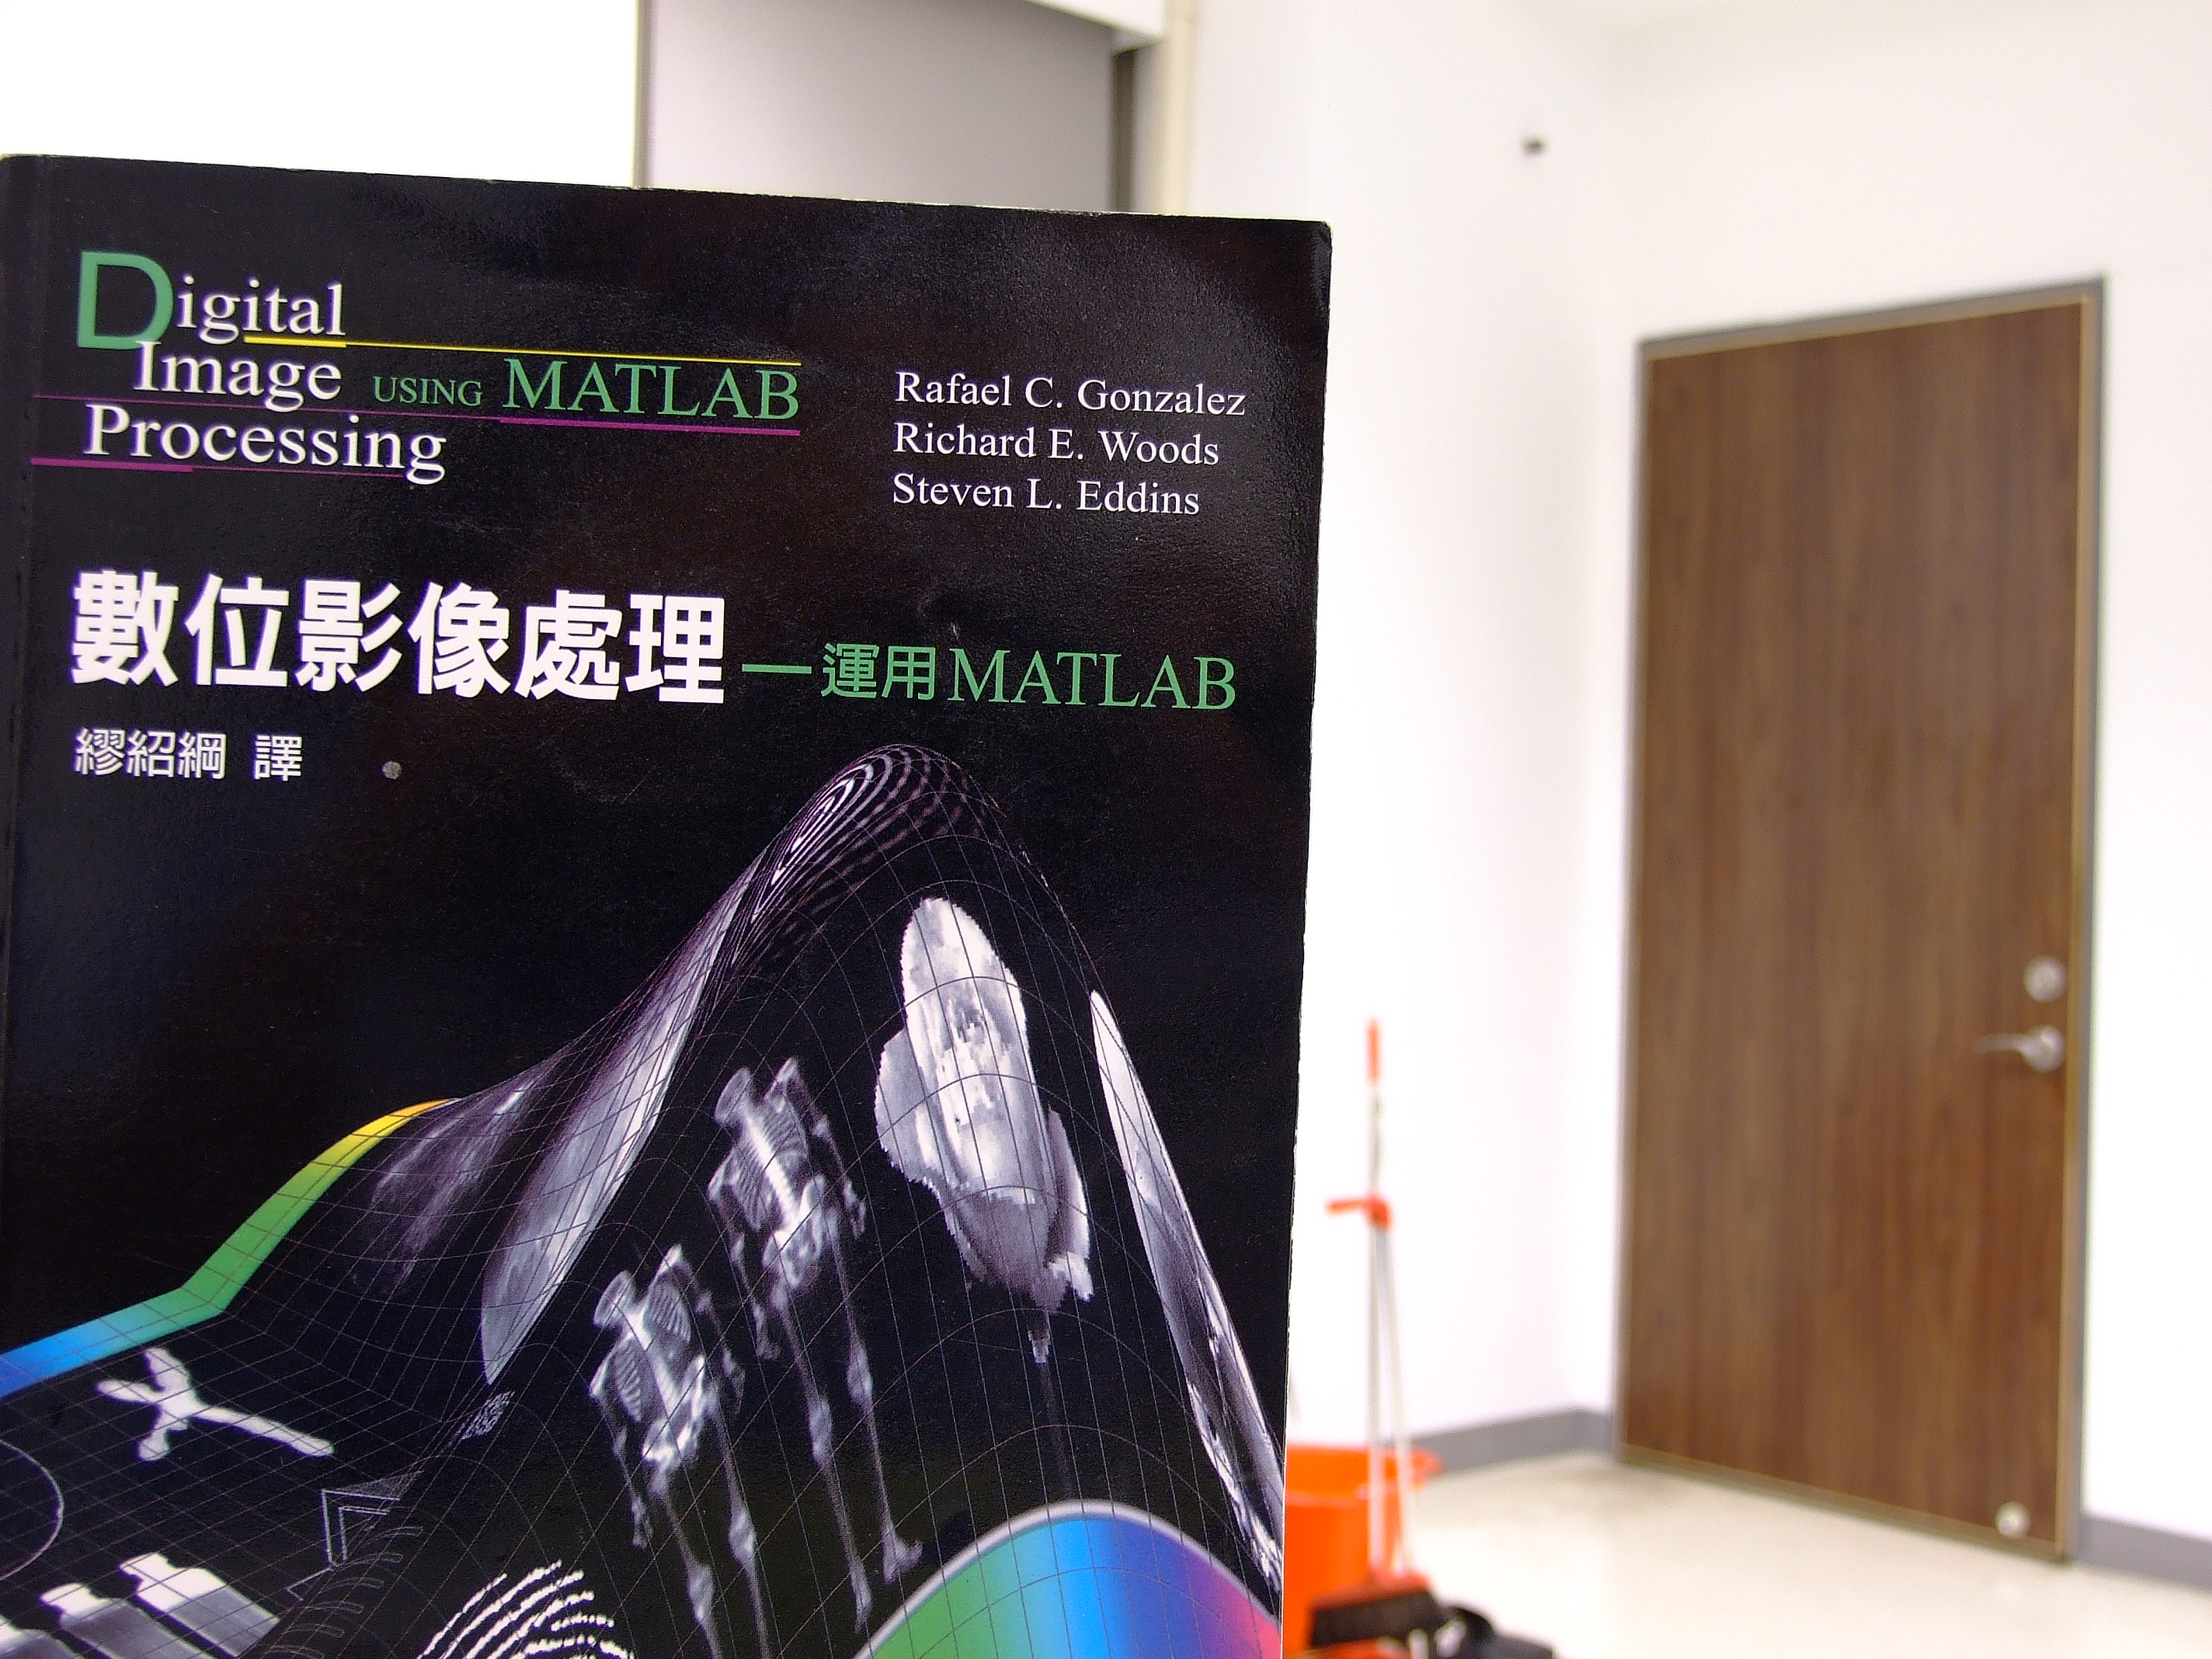 Digital
Image USING MATLAB
Processing
Rafael C. Gonzalez
Richard E. Woods
Steven L. Eddins
數位影像處理—運用MATLAB
繆紹綱 譯